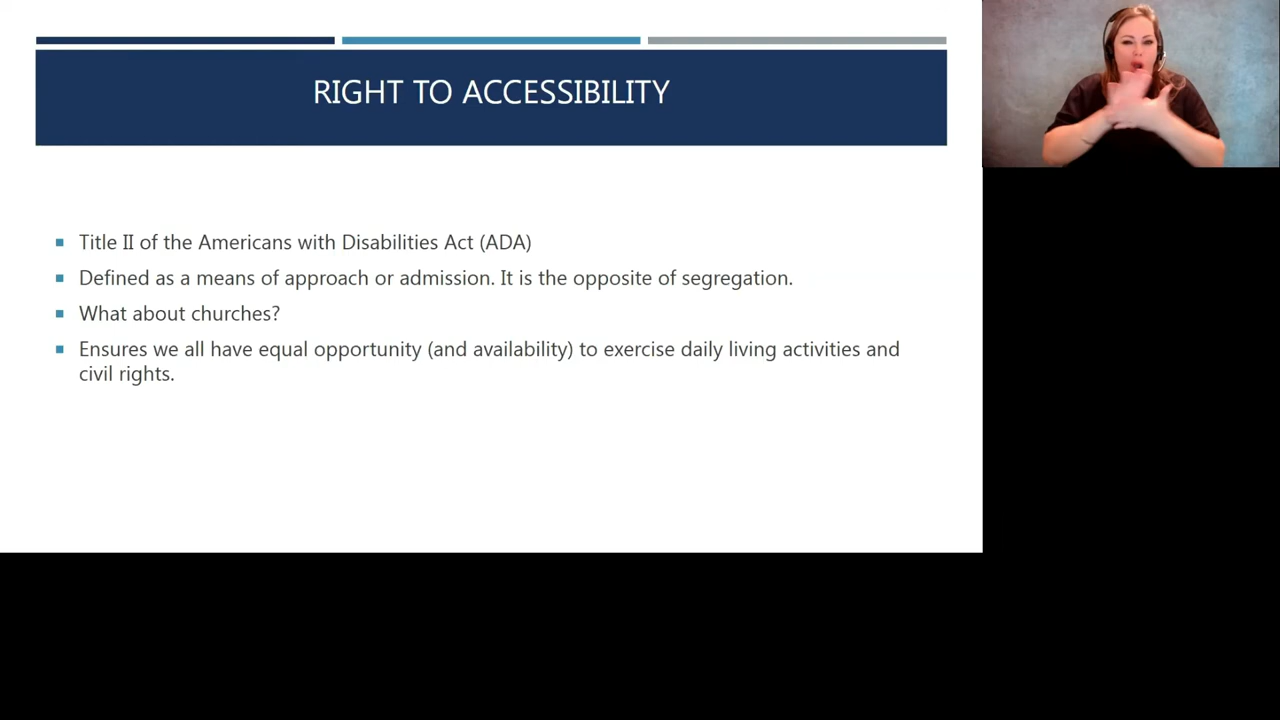 RIGHT TO ACCESSIBILITY
Title II of the Americans with Disabilities Act (ADA)
Defined as a means of approach or admission. It is the opposite of segregation.
What about churches?
Ensures we all have equal opportunity (and availability) to exercise daily living activities and
civil rights.